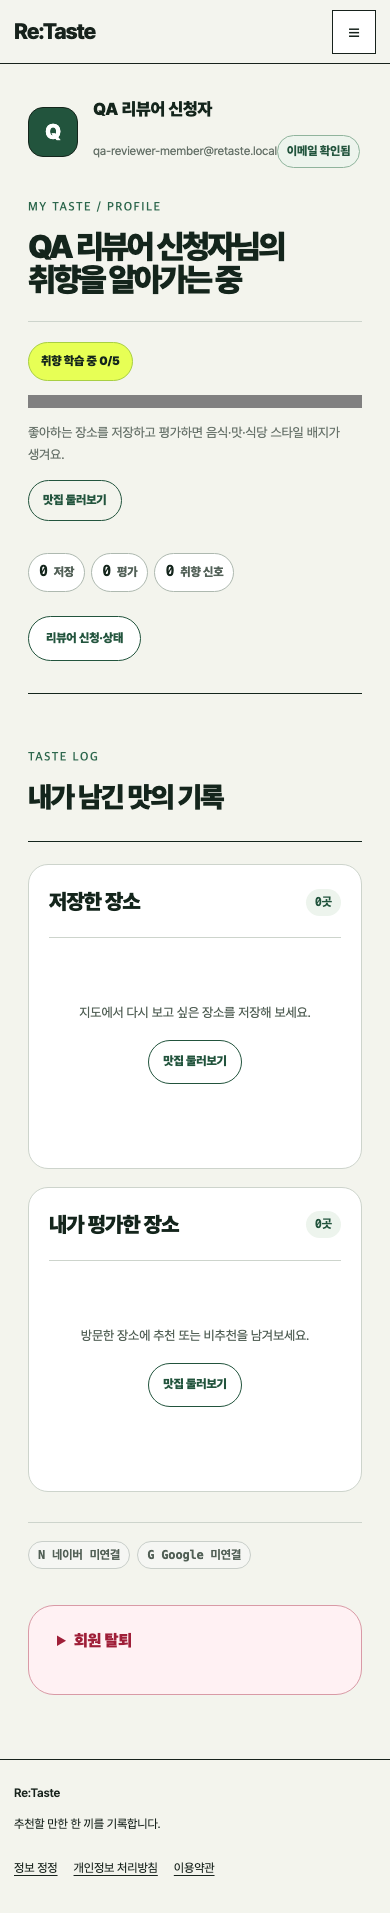 Re:Taste
Q
QA 리뷰어 신청자
qa-reviewer-member@retaste.local
이메일 확인됨
MY TASTE / PROFILE
QA 리뷰어 신청자님의
취향을 알아가는 중
취향 학습 중 0/5
좋아하는 장소를 저장하고 평가하면 음식·맛·식당 스타일 배지가
생겨요.
맛집 둘러보기
0 저장
0 평가
0 취향 신호
리뷰어 신청·상태
TASTE LOG
내가 남긴 맛의 기록
저장한 장소
0곳
지도에서 다시 보고 싶은 장소를 저장해 보세요.
맛집 둘러보기
내가 평가한 장소
0곳
방문한 장소에 추천 또는 비추천을 남겨보세요.
맛집 둘러보기
N 네이버 미연결
G Google 미연결
▶ 회원 탈퇴
Re:Taste
추천할 만한 한 끼를 기록합니다.
정보 정정
개인정보 처리방침
이용약관